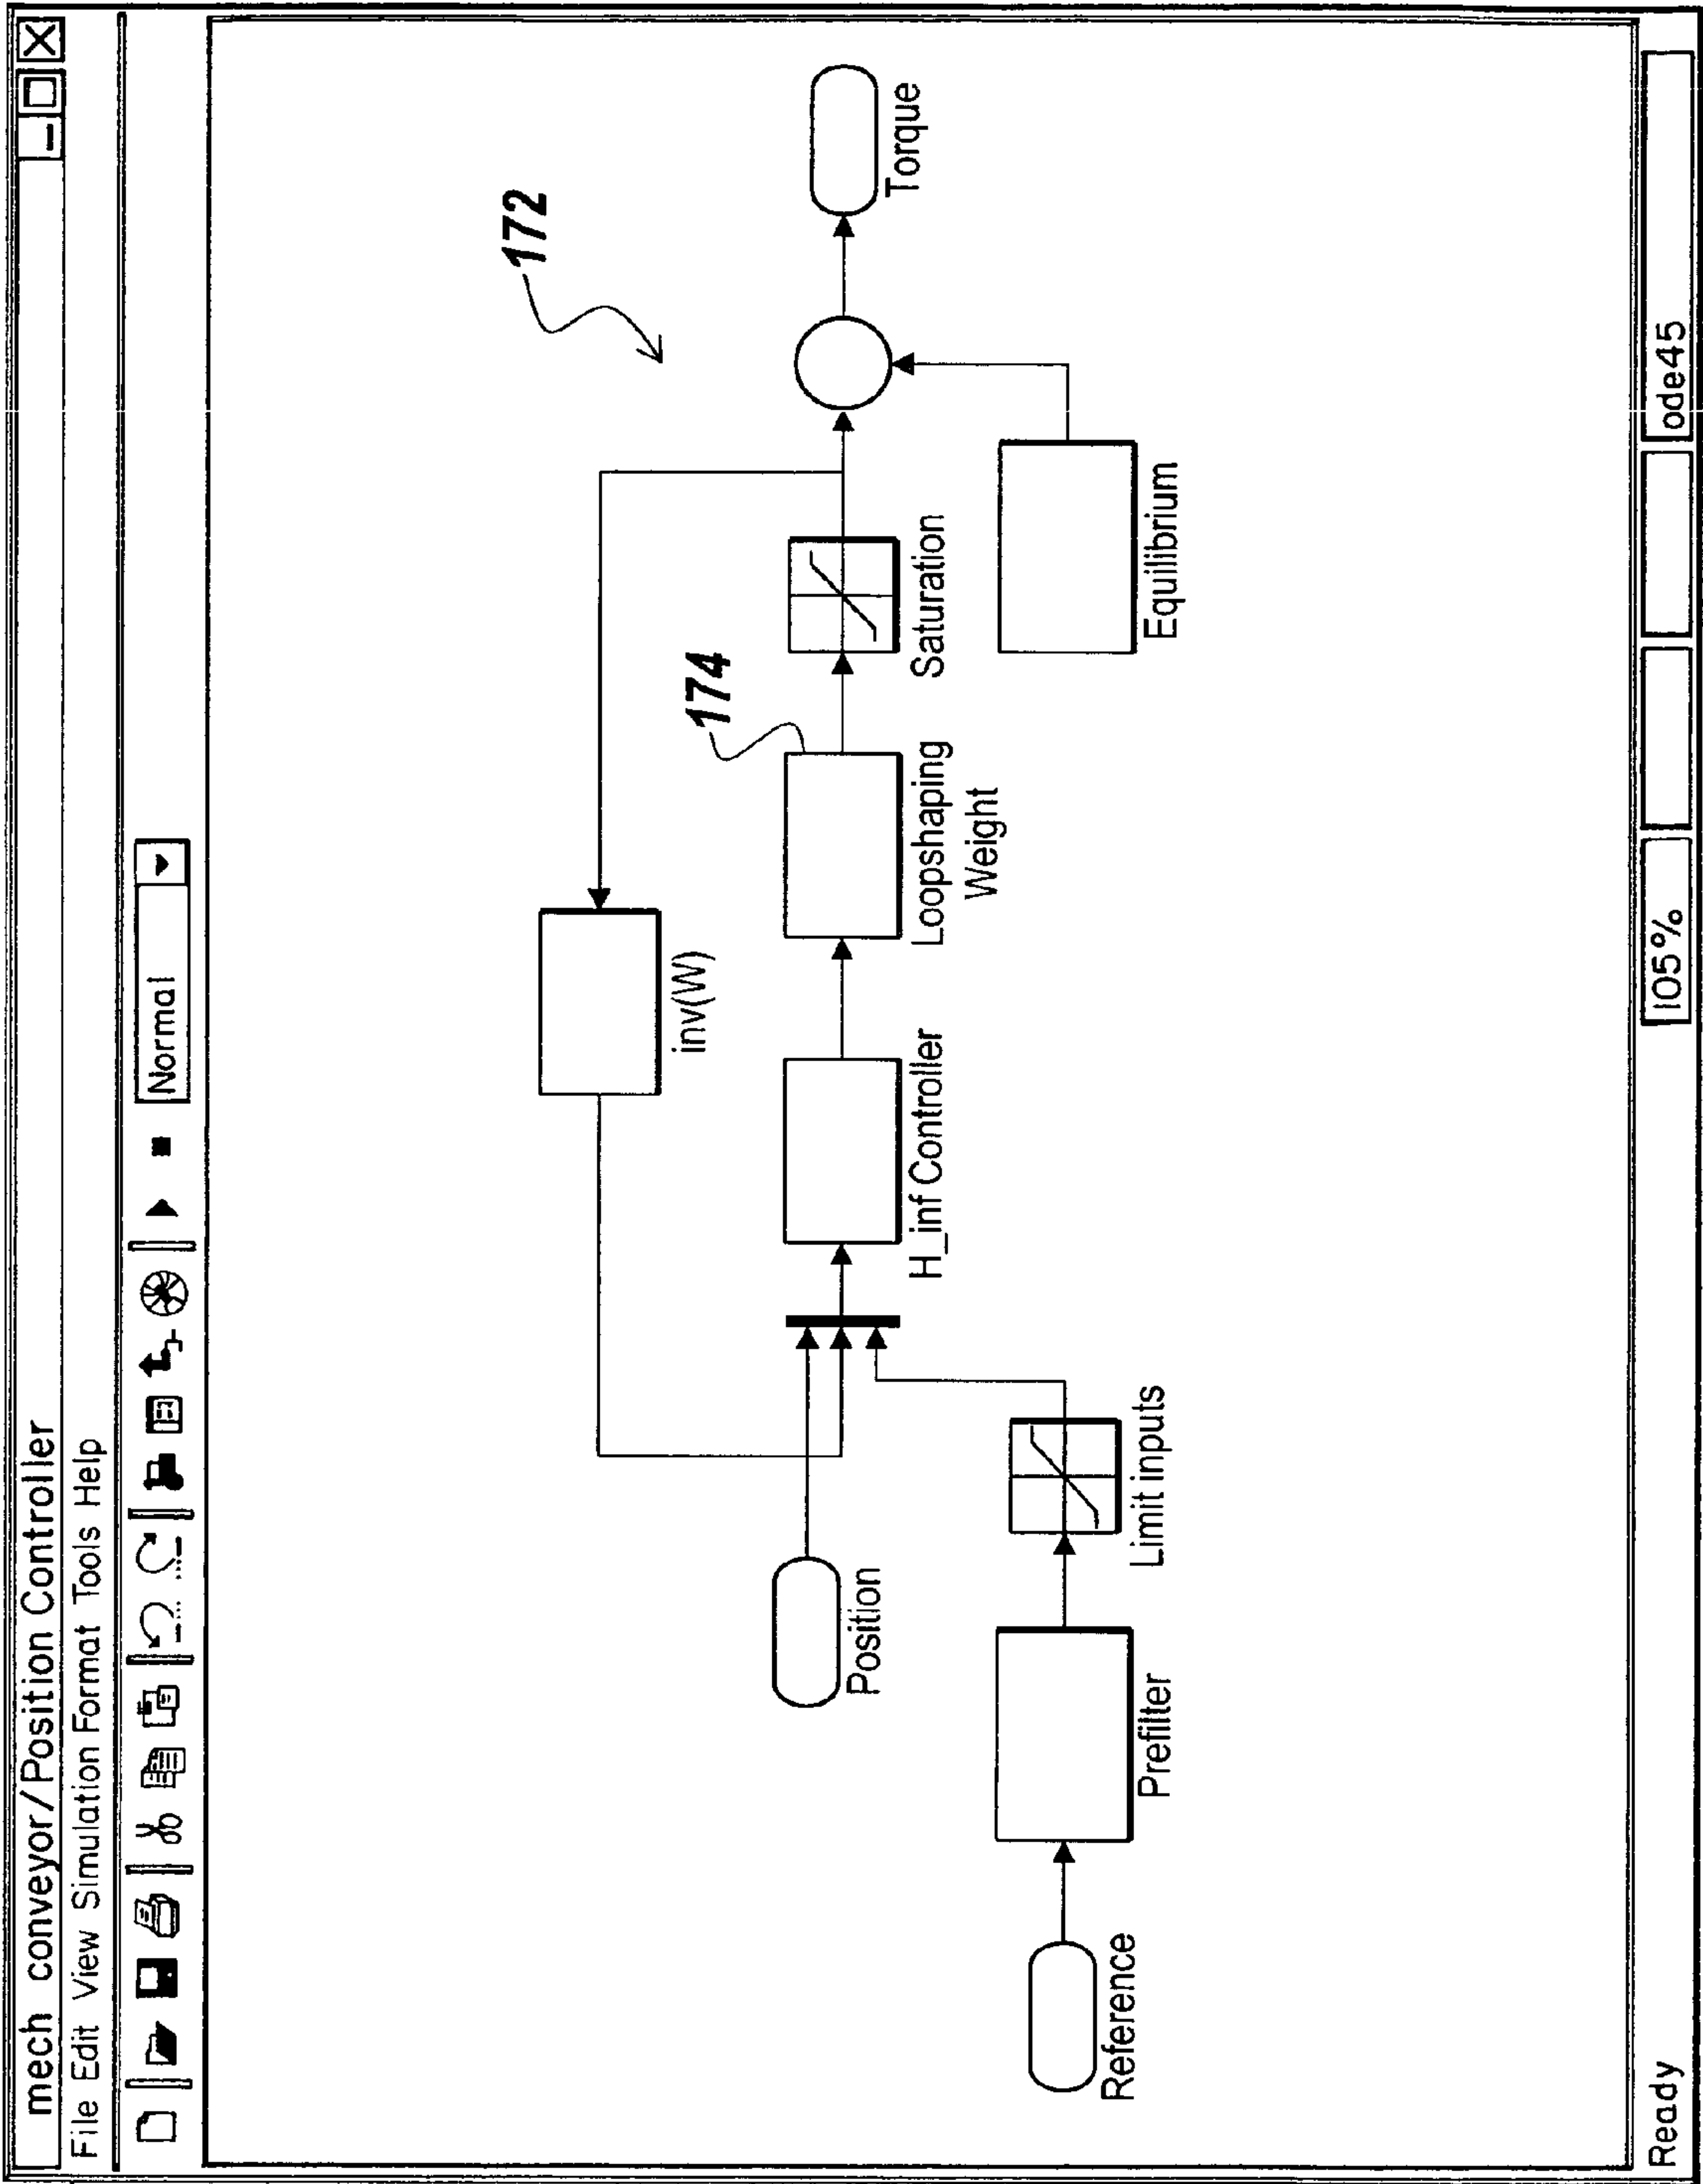 mech conveyor/Position Controller
File Edit View Simulation Format Tools Help
Normal
172
inv(W)
174
Position
H_inf Controller
Loopshaping
Weight
Saturation
Torque
Reference
Prefilter
Limit inputs
Equilibrium
Ready
105%
ode45